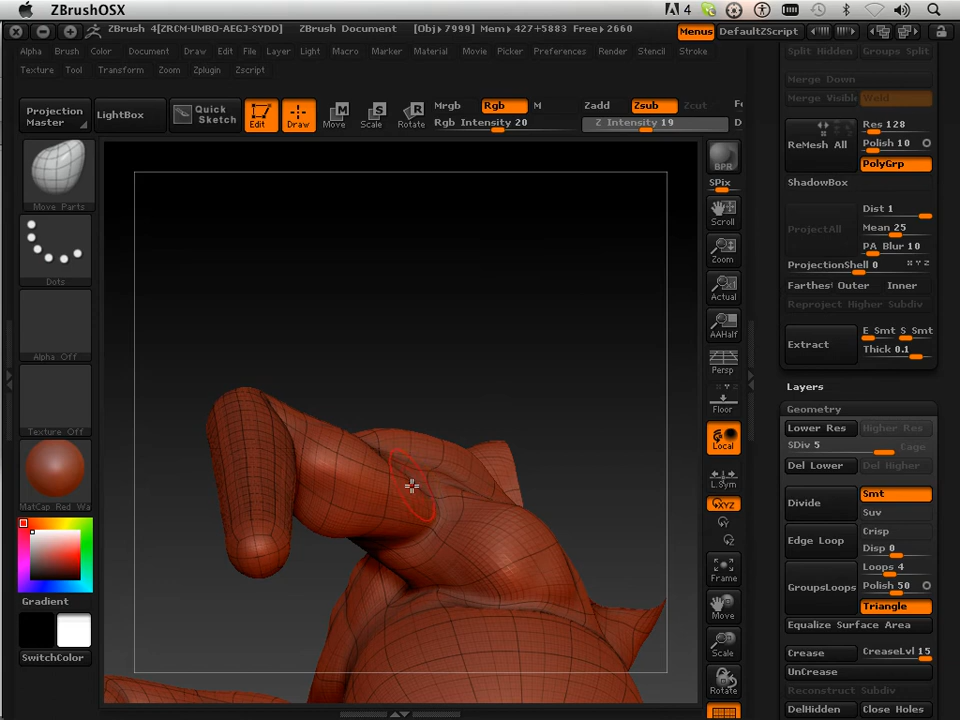 ZBrushOSX
4
ZBrush 4[ZRCM-UMBO-AEGJ-SYDD] ZBrush Document [Obj▸7999] Mem▸427+5883 Free▸2660 Menus DefaultZScript
Alpha Brush Color Document Draw Edit File Layer Light Macro Marker Material Movie Picker Preferences Render Stencil Stroke
Texture Tool Transform Zoom Zplugin Zscript
Projection Master
LightBox
Quick Sketch
Edit Draw Move Scale Rotate
Mrgb Rgb M Zadd Zsub Zcut
Rgb Intensity 20 Z Intensity 19
Move Parts
Dots
Alpha Off
Texture Off
MatCap Red Wa
Gradient
SwitchColor
BPR
SPix
Scroll
Zoom
Actual
AAHalf
Persp
Floor
Local
L.Sym
XYZ
Y
Z
Frame
Move
Scale
Rotate
Split Hidden Groups Split
Merge Down
Merge Visible Weld
ReMesh All
Res 128
Polish 10
PolyGrp
ShadowBox
ProjectAll
Dist 1
Mean 25
PA Blur 10
ProjectionShell 0 X Y Z
Farthest Outer Inner
Reproject Higher Subdiv
Extract
E Smt S Smt
Thick 0.1
Layers
Geometry
Lower Res Higher Res
SDiv 5 Cage
Del Lower Del Higher
Divide
Smt
Suv
Edge Loop
Crisp
Disp 0
GroupsLoops
Loops 4
Polish 50
Triangle
Equalize Surface Area
Crease CreaseLvl 15
UnCrease
Reconstruct Subdiv
DelHidden Close Holes